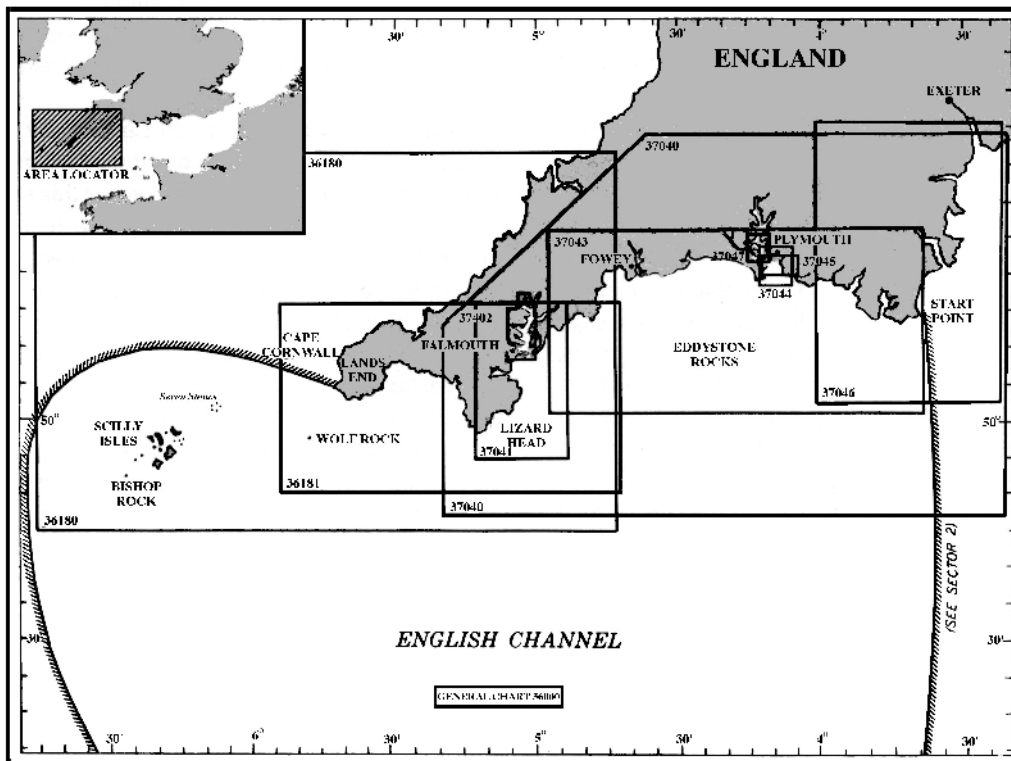 30'
5°
30'
4°
30'
ENGLAND
EXETER
AREA LOCATOR
36180
37040
37043
FOWEY
PLYMOUTH
37047
37045
37044
37402
FALMOUTH
CAPE
CORNWALL
LANDS
END
START
POINT
EDDYSTONE
ROCKS
37046
50°
50°
Seven Stones
SCILLY
ISLES
WOLF ROCK
LIZARD
HEAD
37041
BISHOP
ROCK
36181
37040
36180
(SEE SECTOR 2)
30'
30'
ENGLISH CHANNEL
GENERAL CHART 36000
30'
6°
30'
5°
30'
4°
30'